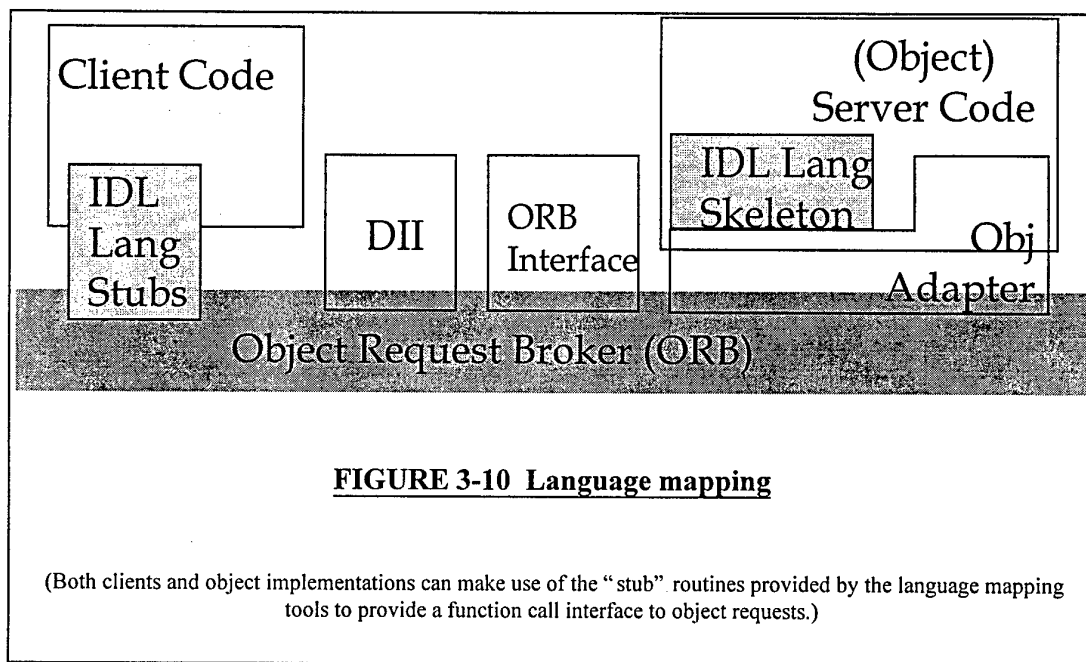 Client Code
IDL
Lang
Stubs
DII
ORB
Interface
(Object)
Server Code
IDL Lang
Skeleton
Obj
Adapter
Object Request Broker (ORB)
FIGURE 3-10 Language mapping
(Both clients and object implementations can make use of the “stub” routines provided by the language mapping
tools to provide a function call interface to object requests.)